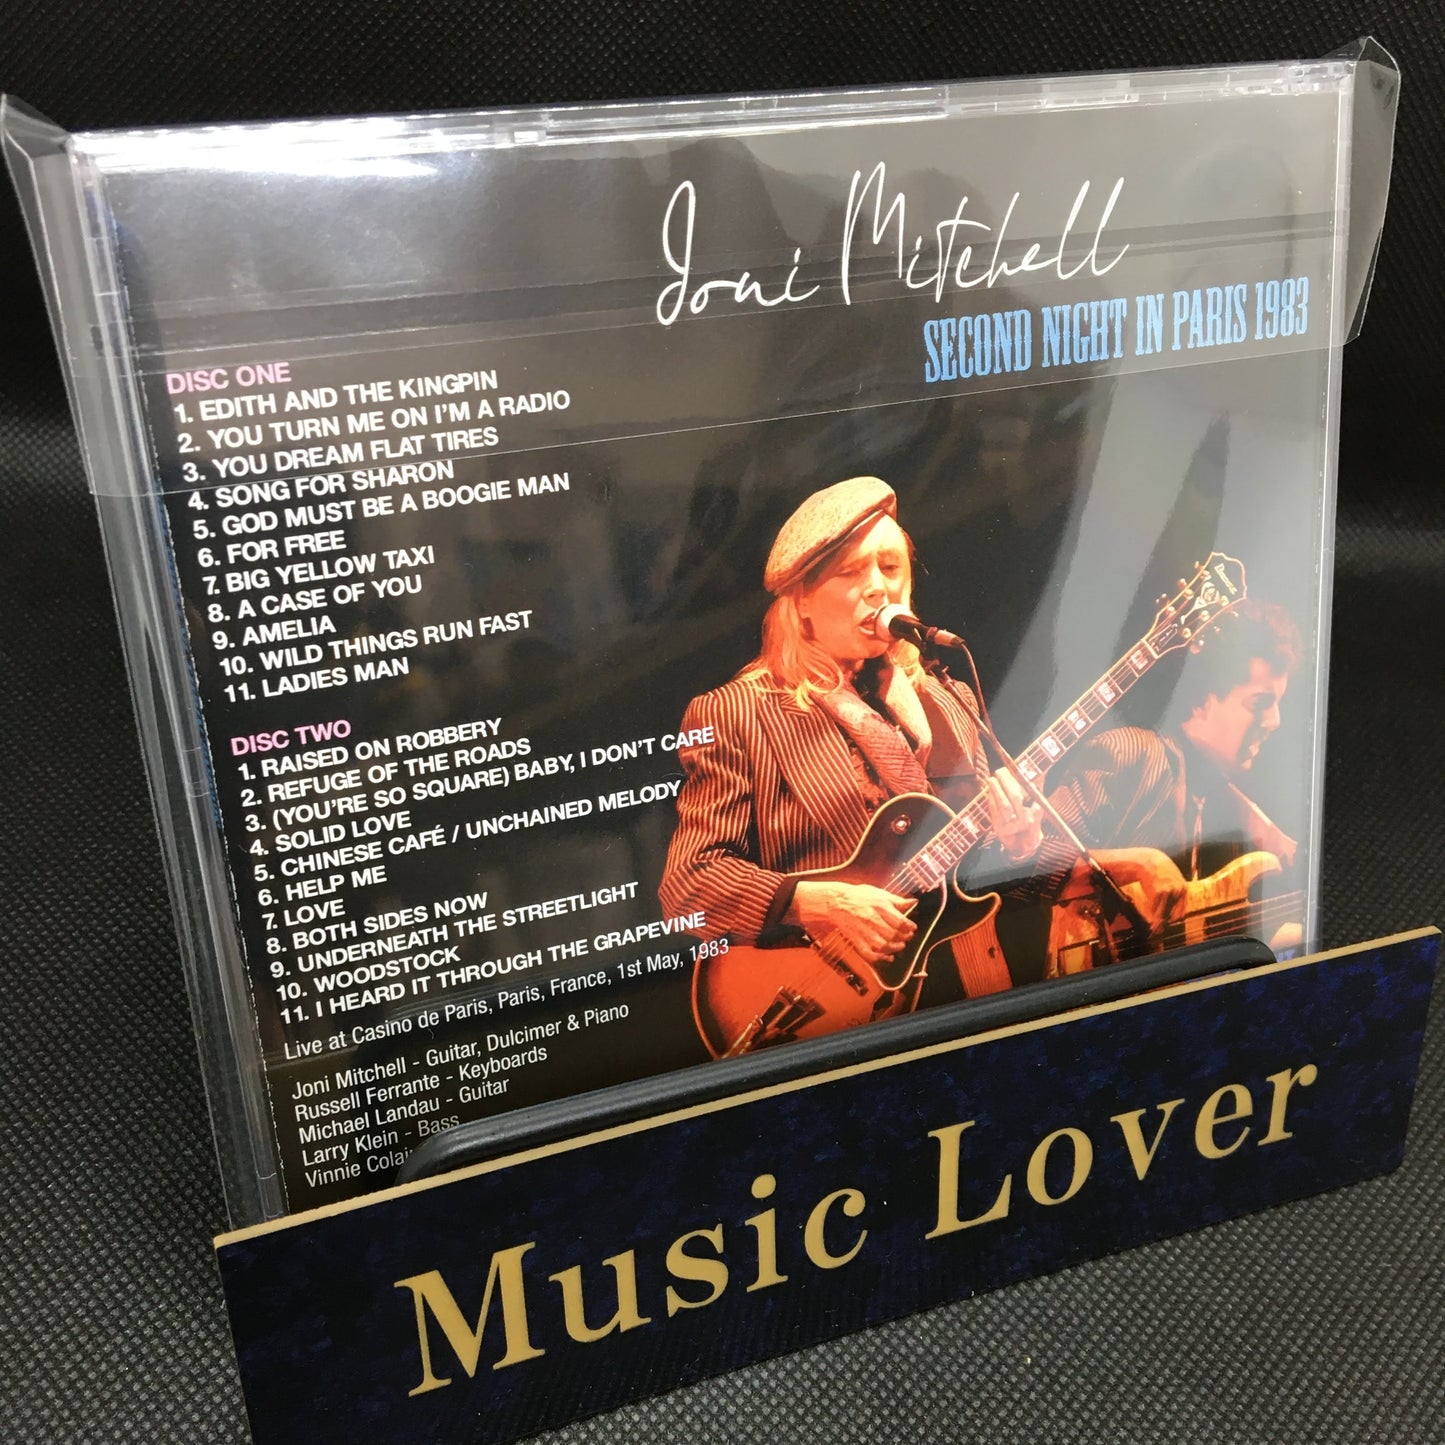 Joni Mitchell
SECOND NIGHT IN PARIS 1983
DISC ONE
1. EDITH AND THE KINGPIN
2. YOU TURN ME ON I'M A RADIO
3. YOU DREAM FLAT TIRES
4. SONG FOR SHARON
5. GOD MUST BE A BOOGIE MAN
6. FOR FREE
7. BIG YELLOW TAXI
8. A CASE OF YOU
9. AMELIA
10. WILD THINGS RUN FAST
11. LADIES MAN
DISC TWO
1. RAISED ON ROBBERY
2. REFUGE OF THE ROADS
3. (YOU'RE SO SQUARE) BABY, I DON'T CARE
4. SOLID LOVE
5. CHINESE CAFÉ / UNCHAINED MELODY
6. HELP ME
7. LOVE
8. BOTH SIDES NOW
9. UNDERNEATH THE STREETLIGHT
10. WOODSTOCK
11. I HEARD IT THROUGH THE GRAPEVINE
Live at Casino de Paris, Paris, France, 1st May, 1983
Joni Mitchell - Guitar, Dulcimer & Piano
Russell Ferrante - Keyboards
Michael Landau - Guitar
Larry Klein - Bass
Vinnie
Music Lover